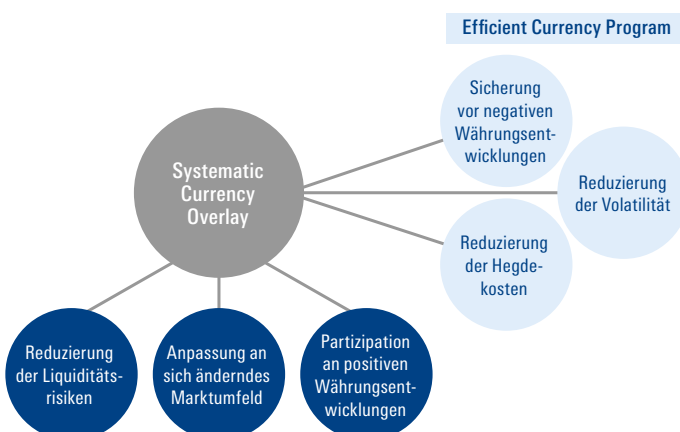 Efficient Currency Program
Sicherung
vor negativen
Währungsent-
wicklungen
Systematic
Currency
Overlay
Reduzierung
der Volatilität
Reduzierung
der Hegde-
kosten
Reduzierung
der Liquiditäts-
risiken
Anpassung an
sich änderndes
Marktumfeld
Partizipation
an positiven
Währungsent-
wicklungen